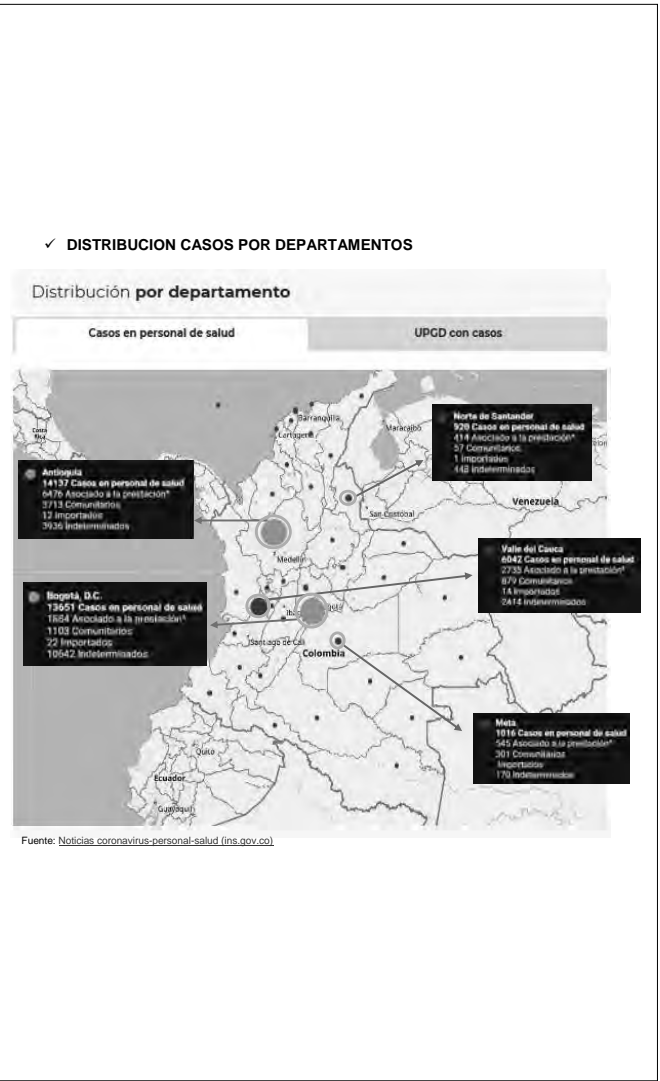 ✓ DISTRIBUCION CASOS POR DEPARTAMENTOS
Distribución por departamento
Casos en personal de salud
UPGD con casos
Costa
Rica
Barranquilla
Cartagena
Maracaibo
San Cristobal
Venezuela
Medellín
Santiago de Cali
Colombia
Quito
Ecuador
Guayaquil
Norte de Santander
920 Casos en personal de salud
414 Asociado a la prestación*
57 Comunitarios
1 Importados
448 Indeterminados
Antioquia
14137 Casos en personal de salud
6476 Asociado a la prestación*
3713 Comunitarios
12 Importados
3936 Indeterminados
Valle del Cauca
6042 Casos en personal de salud
2735 Asociado a la prestación*
879 Comunitarios
14 Importados
2414 Indeterminados
Bogotá, D.C.
13651 Casos en personal de salud
1884 Asociado a la prestación*
1103 Comunitarios
22 Importados
10642 Indeterminados
Meta
1016 Casos en personal de salud
545 Asociado a la prestación*
301 Comunitarios
Importados
170 Indeterminados
Fuente: Noticias coronavirus-personal-salud (ins.gov.co)